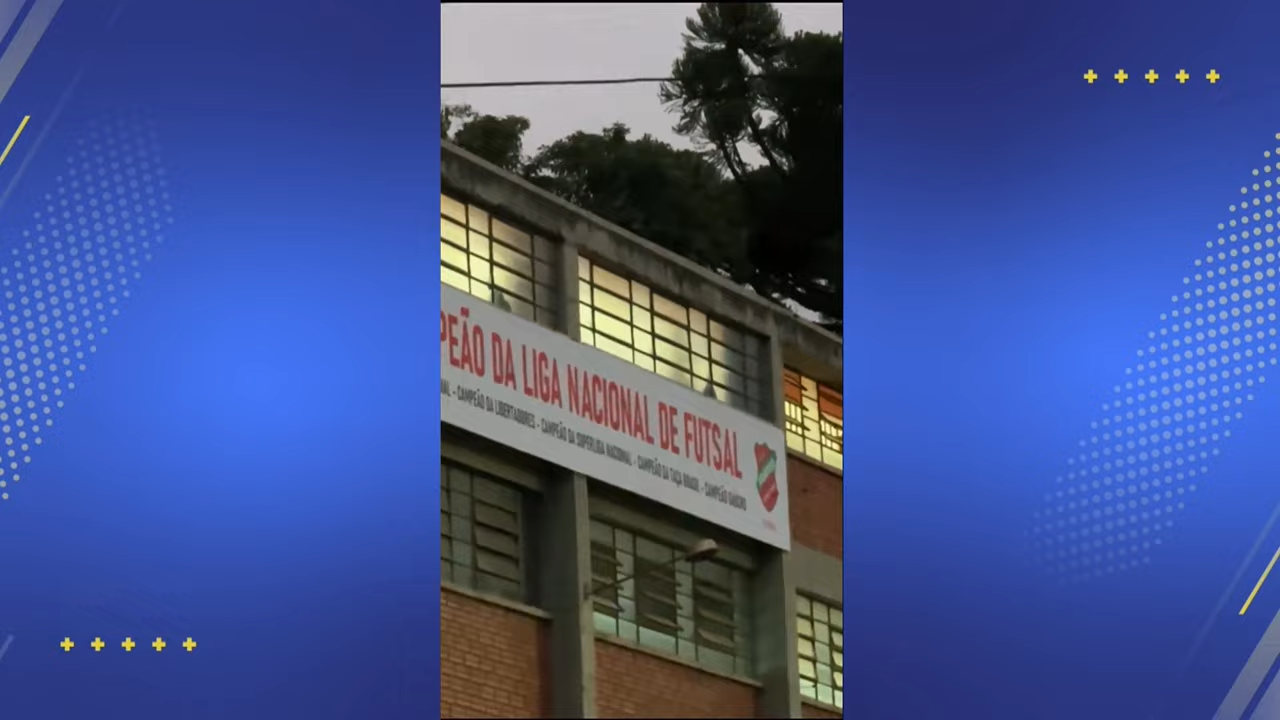 PEÃO DA LIGA NACIONAL DE FUTSAL
AL - CAMPEÃO DA LIBERTADORES - CAMPEÃO DA SUPERLIGA NACIONAL - CAMPEÃO DA TAÇA BRASIL - CAMPEÃO GAÚCHO